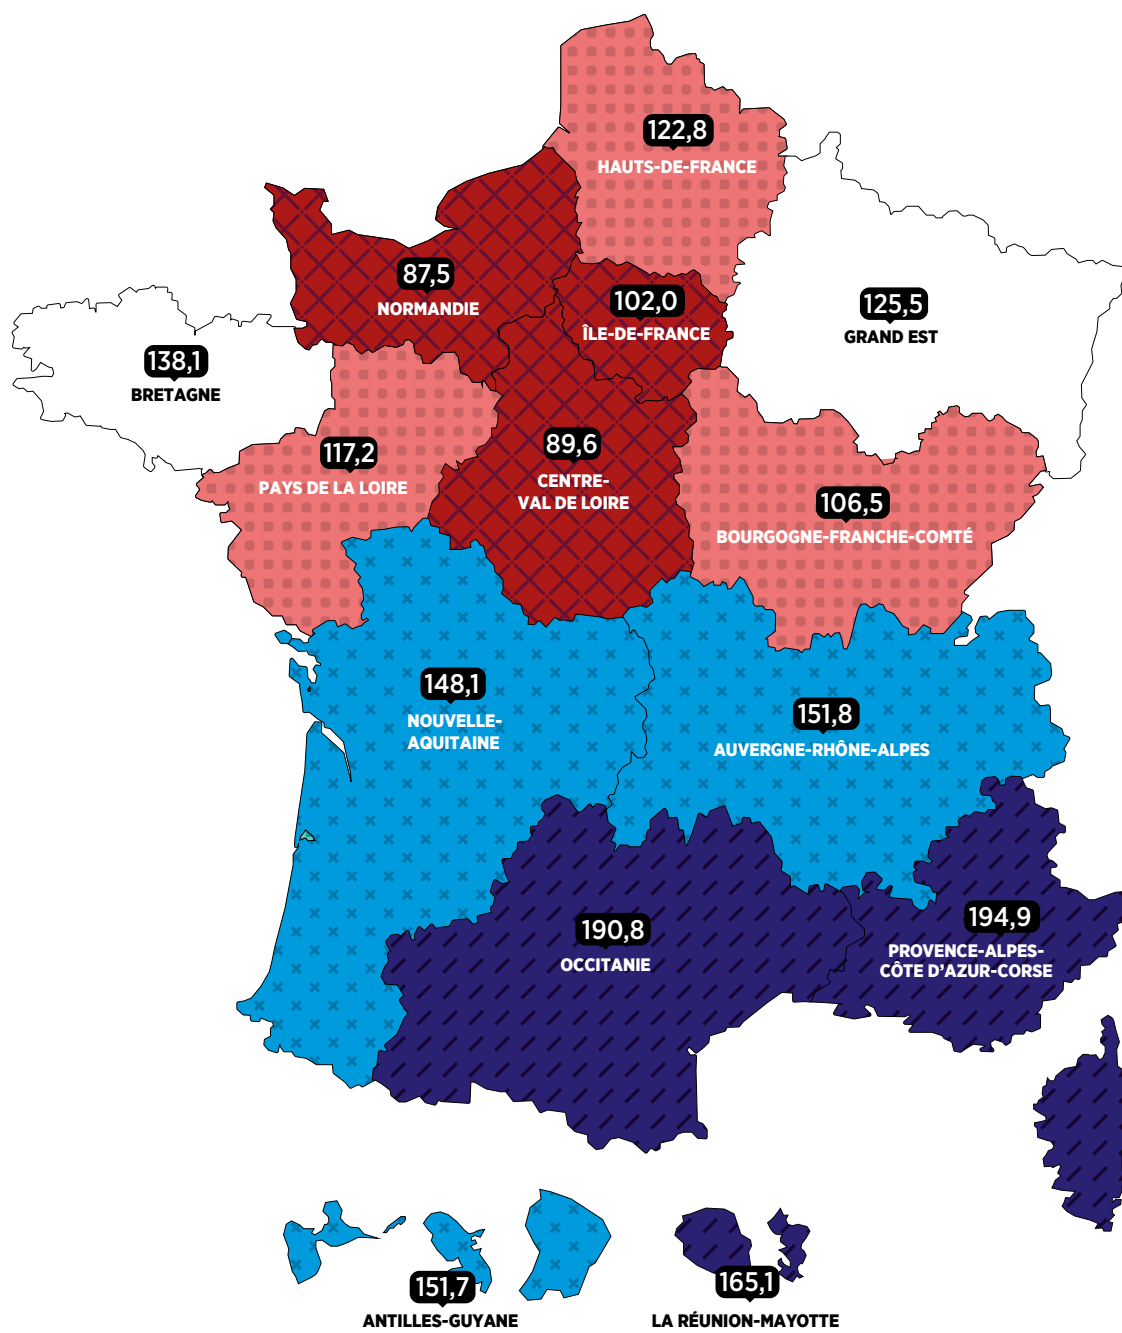 122,8
HAUTS-DE-FRANCE
87,5
NORMANDIE
102,0
ÎLE-DE-FRANCE
125,5
GRAND EST
138,1
BRETAGNE
117,2
PAYS DE LA LOIRE
89,6
CENTRE-
VAL DE LOIRE
106,5
BOURGOGNE-FRANCHE-COMTÉ
148,1
NOUVELLE-
AQUITAINE
151,8
AUVERGNE-RHÔNE-ALPES
190,8
OCCITANIE
194,9
PROVENCE-ALPES-
CÔTE D’AZUR-CORSE
151,7
ANTILLES-GUYANE
165,1
LA RÉUNION-MAYOTTE